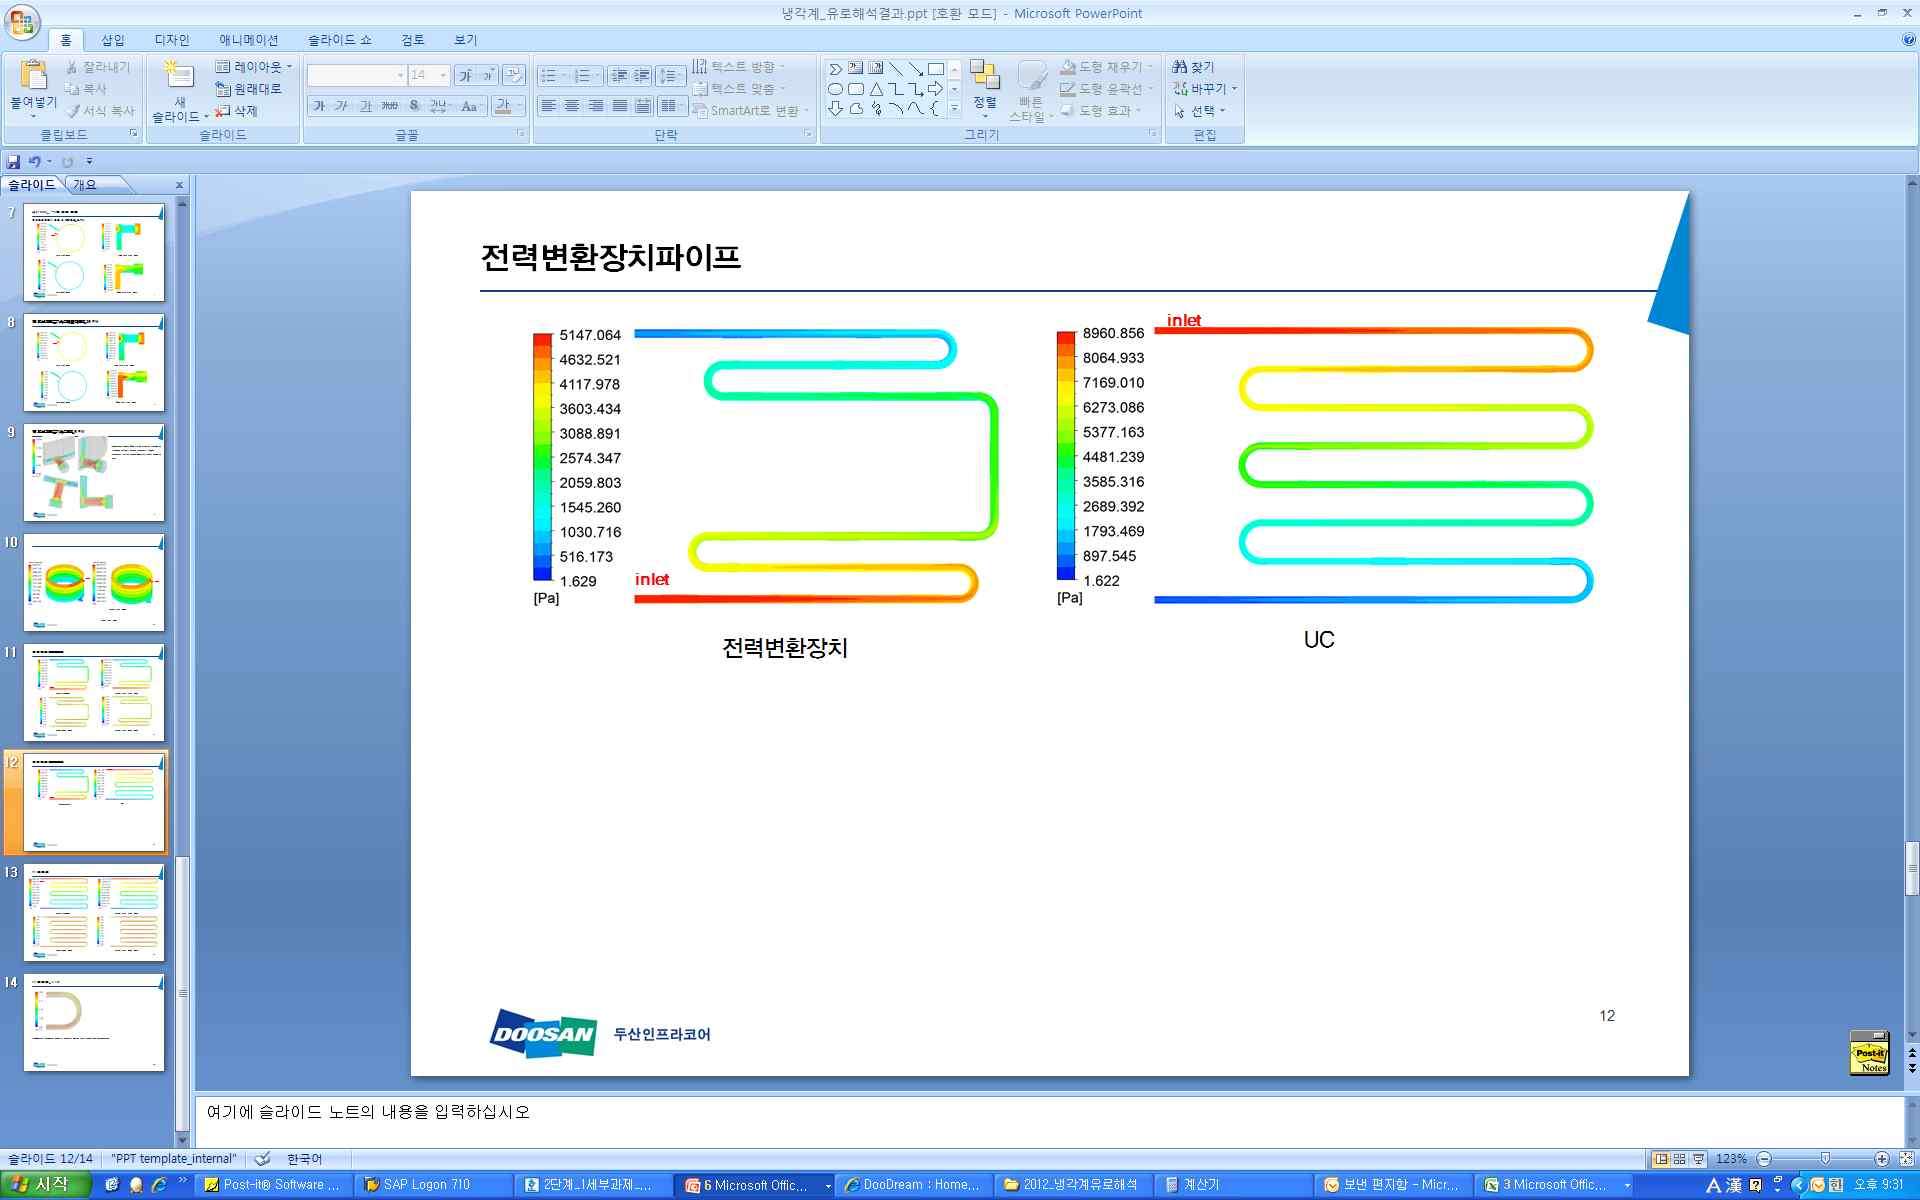 냉각계_유로해석결과.ppt [호환 모드] - Microsoft PowerPoint
홈 삽입 디자인 애니메이션 슬라이드 쇼 검토 보기
잘라내기 레이아웃 14 텍스트 방향 도형 채우기 찾기
붙여넣기 복사 새 슬라이드 원래대로 텍스트 맞춤 정렬 빠른 스타일 도형 윤곽선 바꾸기
서식 복사 삭제 SmartArt로 변환 도형 효과 선택
클립보드 슬라이드 글꼴 단락 그리기 편집
슬라이드 개요
7
8
9
10
11
12
13
14
전력변환장치파이프
5147.064
4632.521
4117.978
3603.434
3088.891
2574.347
2059.803
1545.260
1030.716
516.173
1.629
[Pa]
inlet
전력변환장치
inlet
8960.856
8064.933
7169.010
6273.086
5377.163
4481.239
3585.316
2689.392
1793.469
897.545
1.622
[Pa]
UC
DOOSAN 두산인프라코어
12
Post-it Notes
여기에 슬라이드 노트의 내용을 입력하십시오
슬라이드 12/14 "PPT template_internal" 한국어 123%
시작 Post-it® Software ... SAP Logon 710 2단계_1세부과제_... 6 Microsoft Offic... DooDream : Home,... 2012_냉각계유로해석 계산기 보낸 편지함 - Micr... 3 Microsoft Offic... A 漢 한 오후 9:31